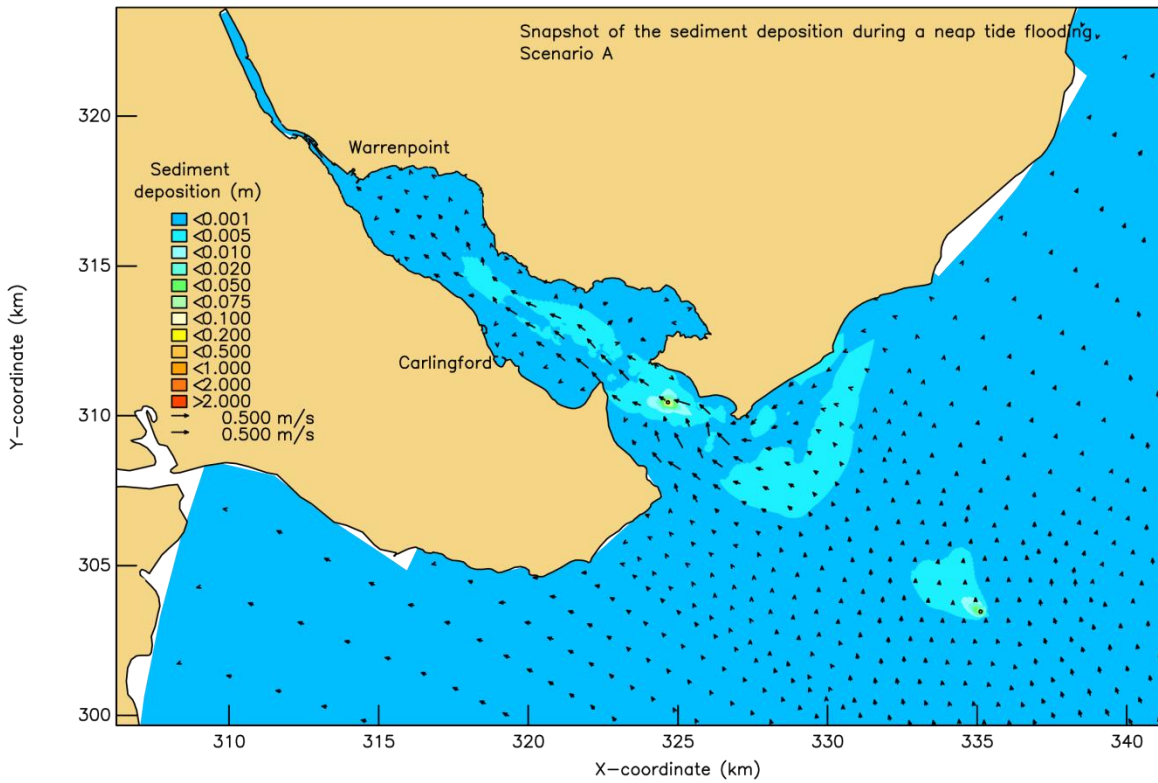 Snapshot of the sediment deposition during a neap tide flooding.
Scenario A
Warrenpoint
Carlingford
Sediment
deposition (m)
<0.001
<0.005
<0.010
<0.020
<0.050
<0.075
<0.100
<0.200
<0.500
<1.000
<2.000
>2.000
0.500 m/s
0.500 m/s
Y-coordinate (km)
320
315
310
305
300
310
315
320
325
330
335
340
X-coordinate (km)